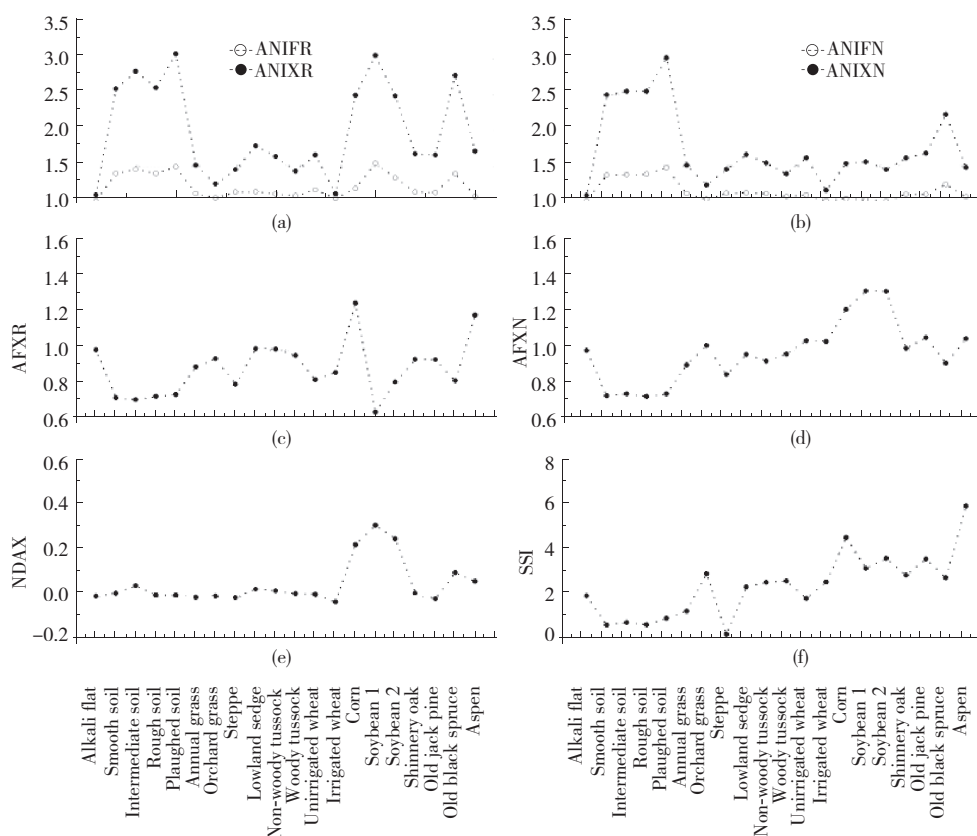 3.5
3.0
2.5
2.0
1.5
1.0
ANIFR
ANIXR
(a)
3.5
3.0
2.5
2.0
1.5
1.0
ANIFN
ANIXN
(b)
1.6
1.4
1.2
1.0
0.8
0.6
AFXR
(c)
1.6
1.4
1.2
1.0
0.8
0.6
AFXN
(d)
0.6
0.4
0.2
0.0
−0.2
NDAX
(e)
8
6
4
2
0
SSI
(f)
Alkali flat
Smooth soil
Intermediate soil
Rough soil
Plaughed soil
Annual grass
Orchard grass
Steppe
Lowland sedge
Non-woody tussock
Woody tussock
Unirrigated wheat
Irrigated wheat
Corn
Soybean 1
Soybean 2
Shinnery oak
Old jack pine
Old black spruce
Aspen
Alkali flat
Smooth soil
Intermediate soil
Rough soil
Plaughed soil
Annual grass
Orchard grass
Steppe
Lowland sedge
Non-woody tussock
Woody tussock
Unirrigated wheat
Irrigated wheat
Corn
Soybean 1
Soybean 2
Shinnery oak
Old jack pine
Old black spruce
Aspen